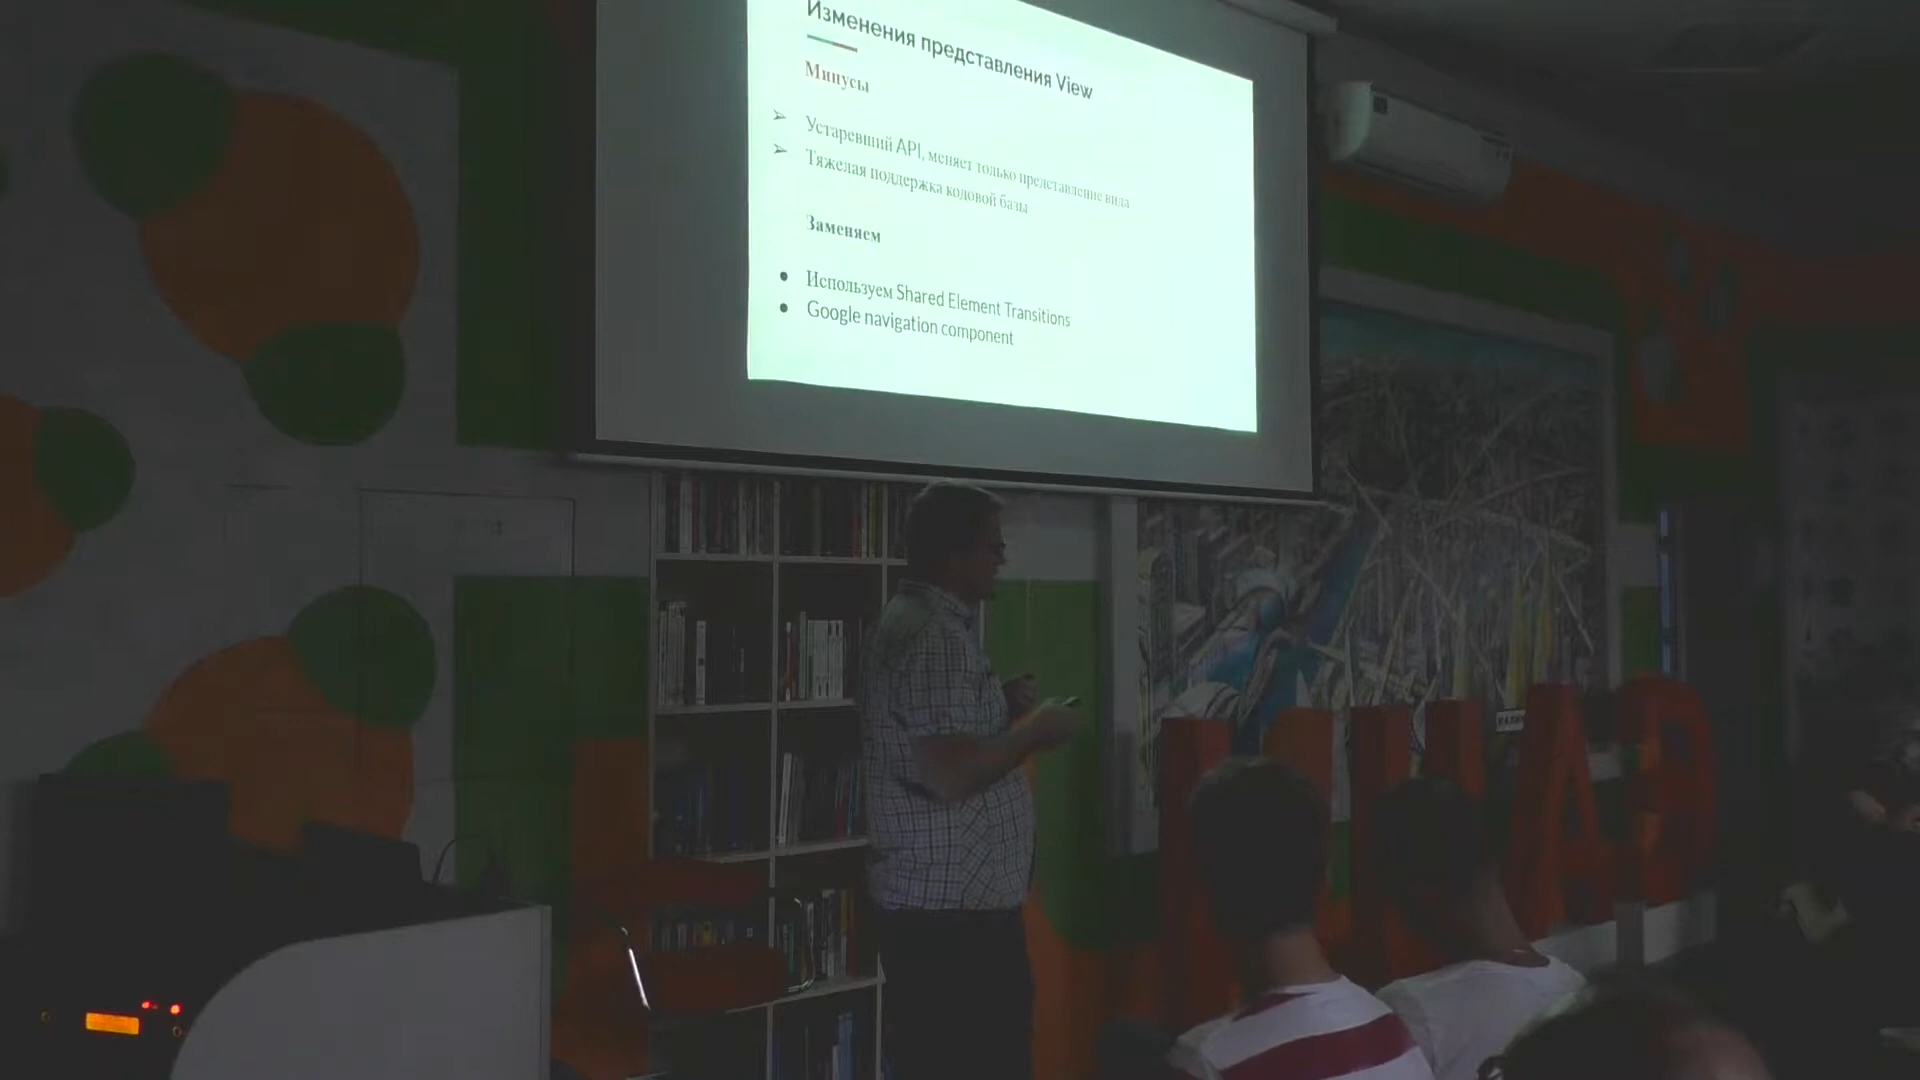 Изменения представления View
Минусы
➢ Устаревший API, меняет только представление вида
➢ Тяжелая поддержка кодовой базы
Заменяем
● Используем Shared Element Transitions
● Google navigation component